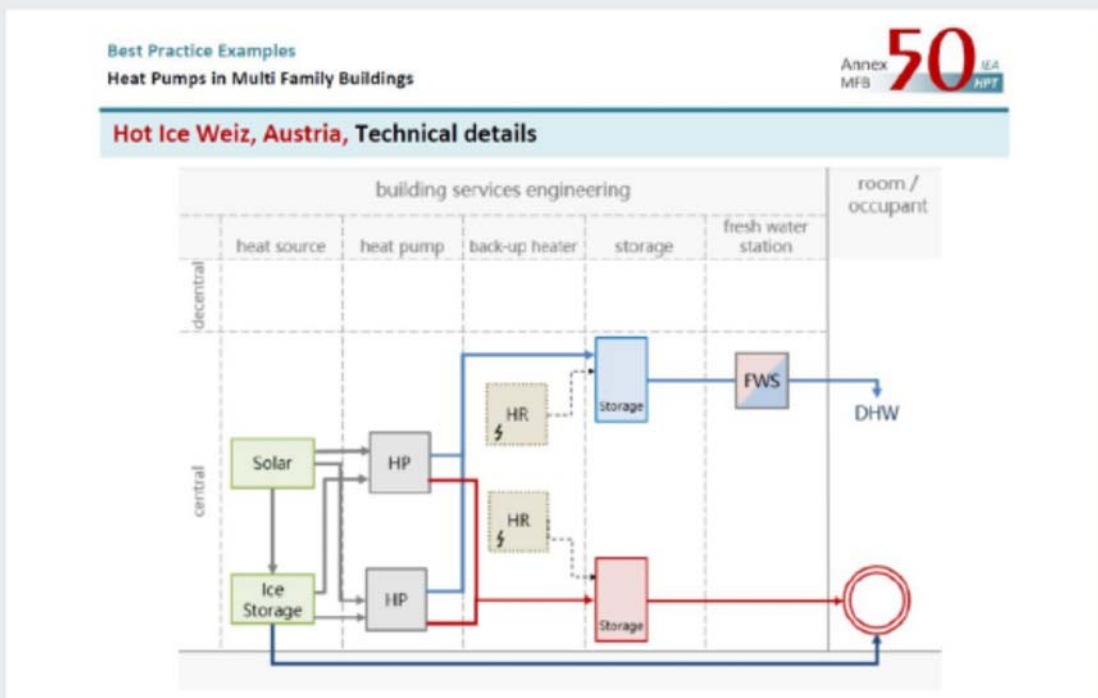 Best Practice Examples
Heat Pumps in Multi Family Buildings
Annex 50 IEA
MFB HPT
Hot Ice Weiz, Austria, Technical details
building services engineering
room /
occupant
heat source
heat pump
back-up heater
storage
fresh water
station
decentral
central
Storage
FWS
DHW
HR
Solar
HP
HR
Ice
Storage
HP
Storage